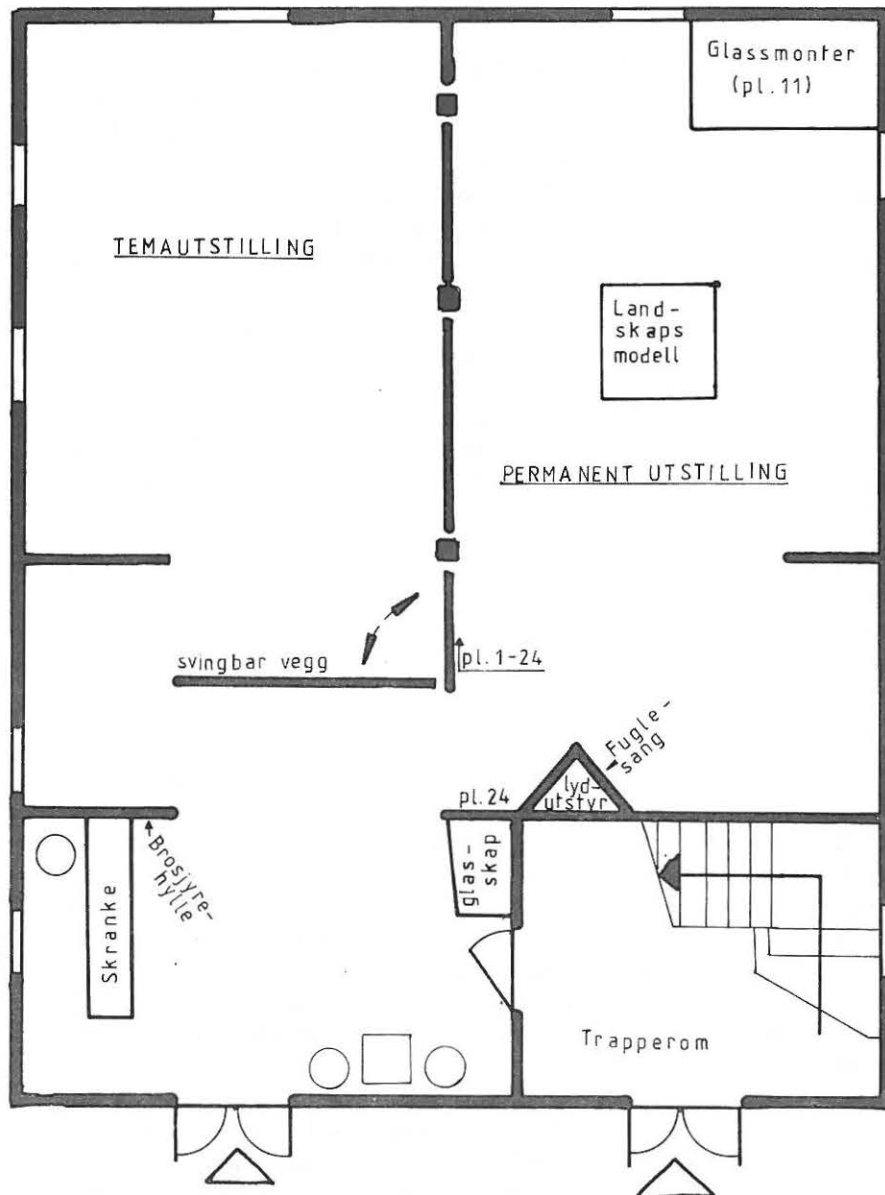 Glassmonter
(pl.11)
TEMAUTSTILLING
Land-
skaps
modell
PERMANENT UTSTILLING
svingbar vegg
pl.1-24
Fugle-
sang
lyd-
utstyr
pl.24
glas-
skap
Brosjyre-
hylle
Skranke
Trapperom